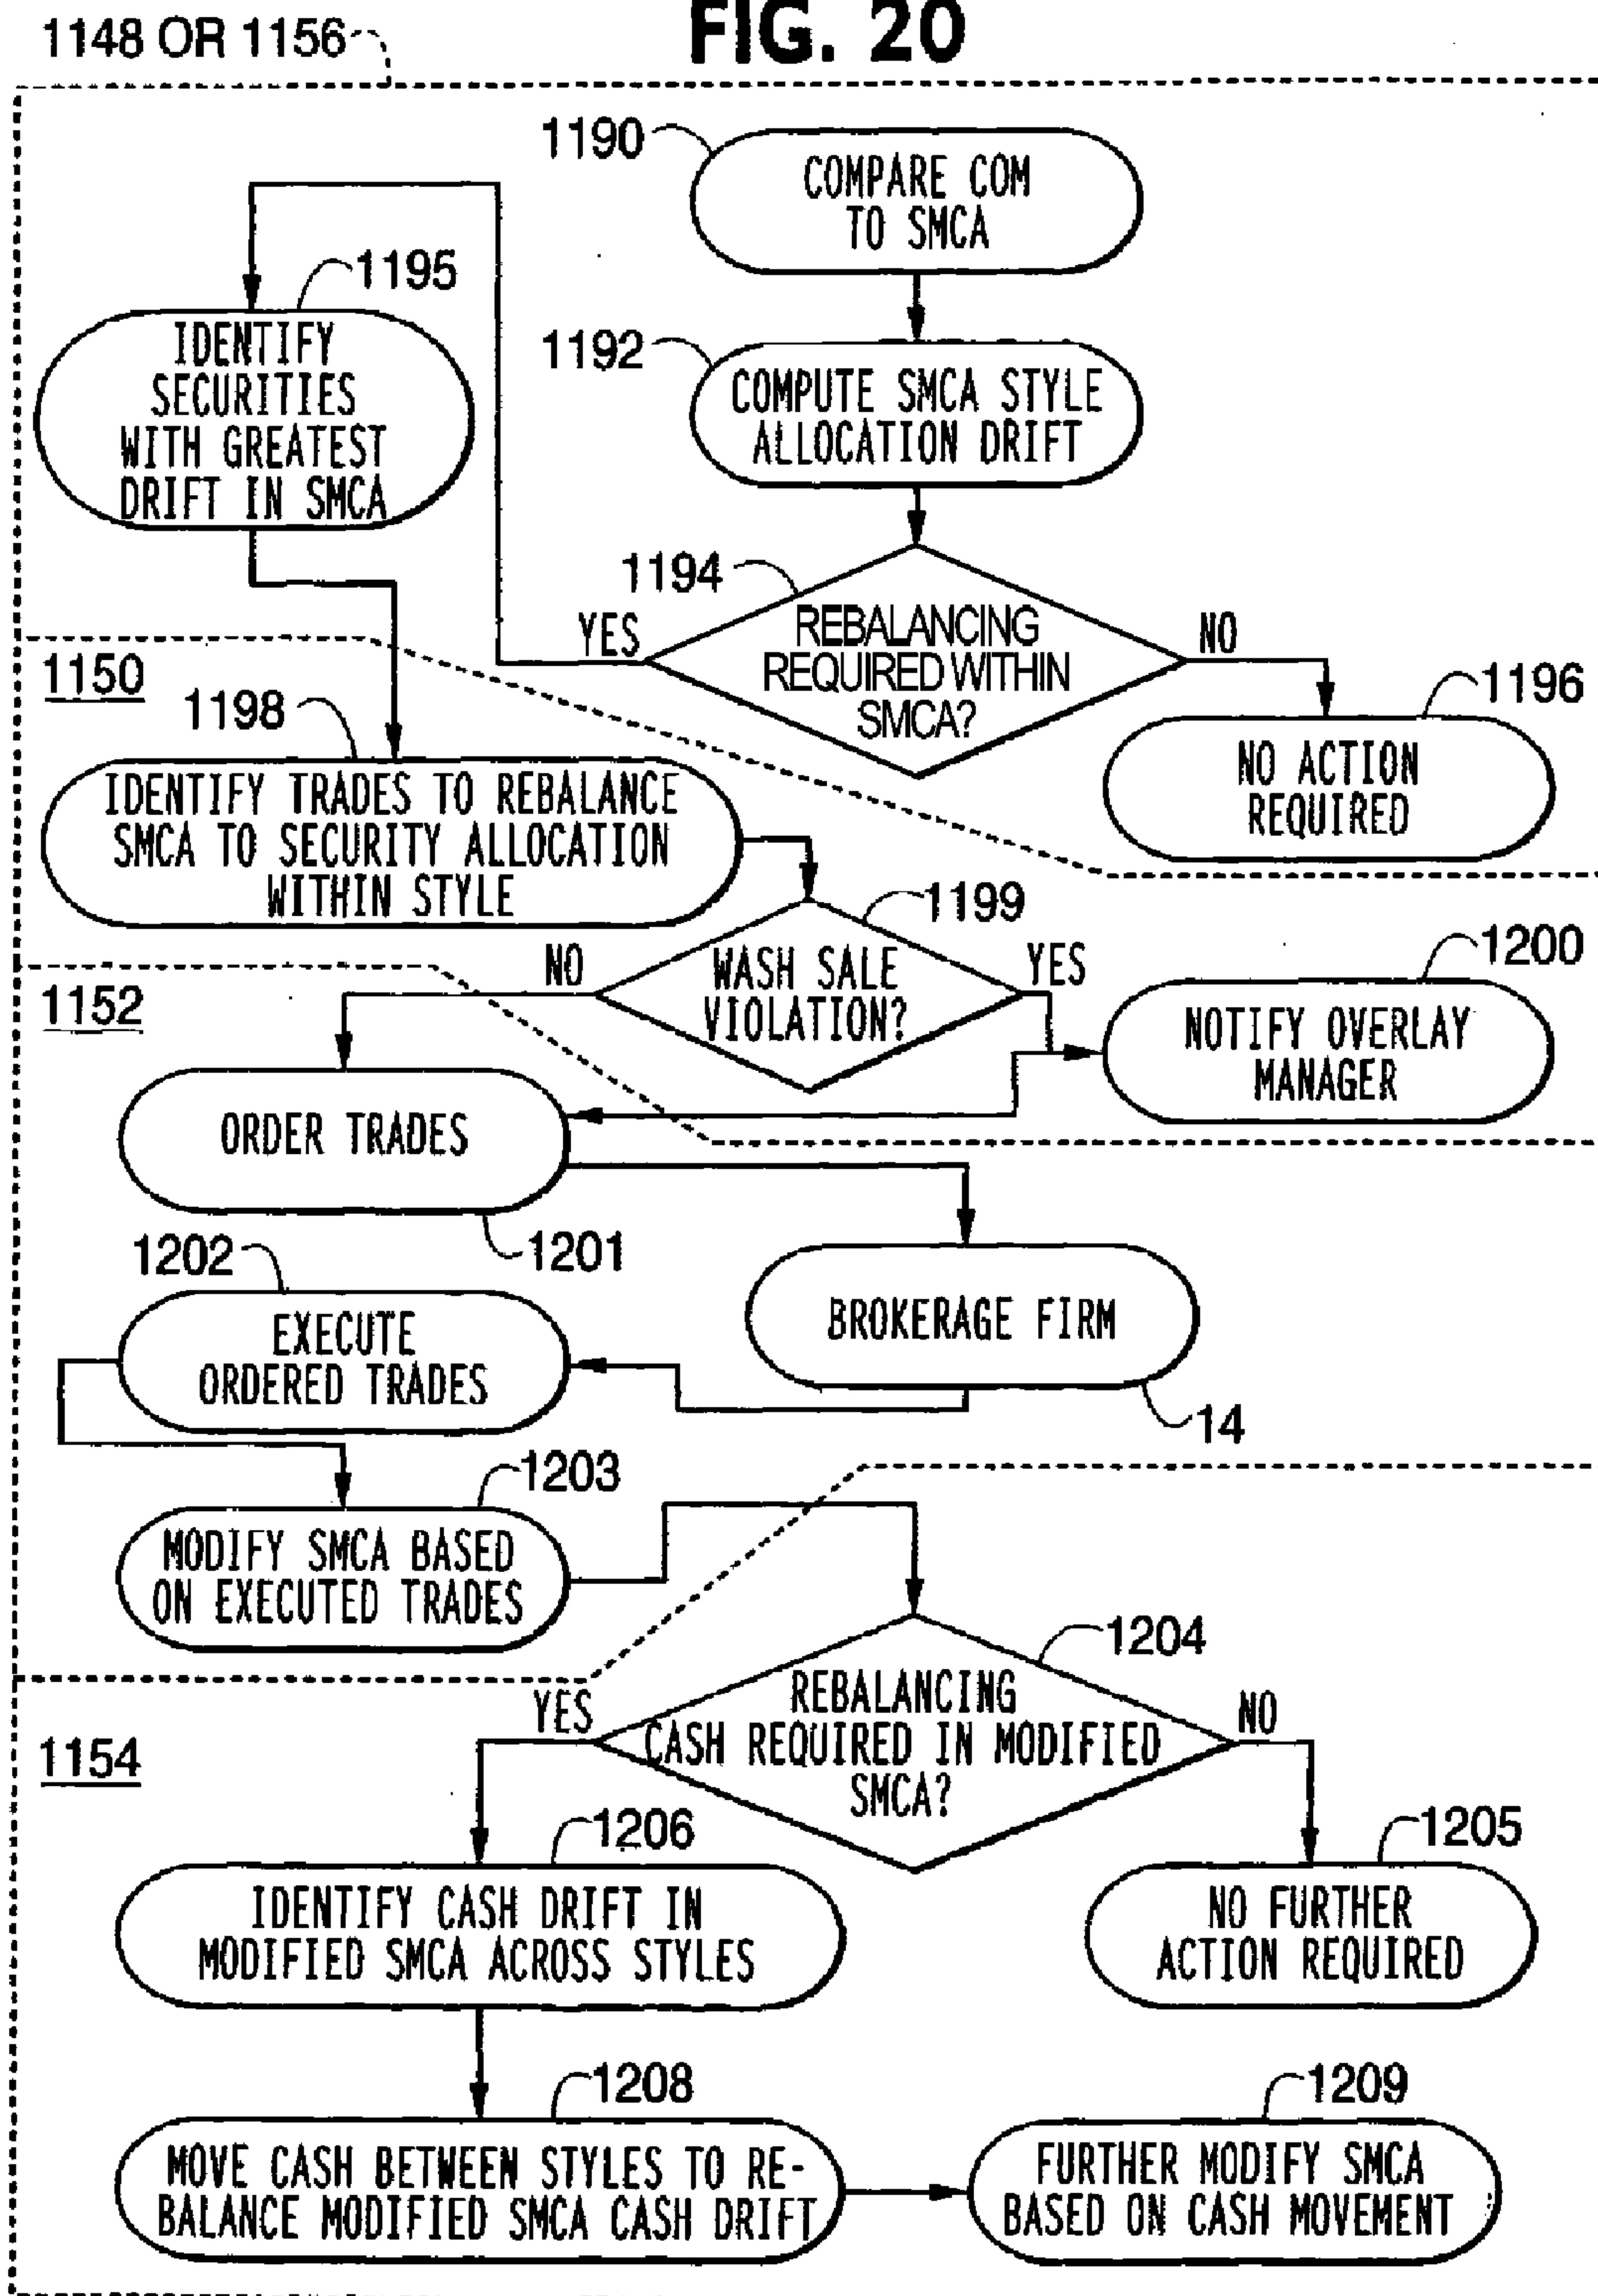 FIG. 20
1148 OR 1156
1190
COMPARE COM
TO SMCA
1195
IDENTIFY
SECURITIES
WITH GREATEST
DRIFT IN SMCA
1192
COMPUTE SMCA STYLE
ALLOCATION DRIFT
1194
YES
REBALANCING
REQUIRED WITHIN
SMCA?
NO
1196
NO ACTION
REQUIRED
1150
1198
IDENTIFY TRADES TO REBALANCE
SMCA TO SECURITY ALLOCATION
WITHIN STYLE
1199
NO
WASH SALE
VIOLATION?
YES
1200
NOTIFY OVERLAY
MANAGER
1152
ORDER TRADES
1201
BROKERAGE FIRM
14
1202
EXECUTE
ORDERED TRADES
1203
MODIFY SMCA BASED
ON EXECUTED TRADES
1204
YES
REBALANCING
CASH REQUIRED IN MODIFIED
SMCA?
NO
1154
1206
IDENTIFY CASH DRIFT IN
MODIFIED SMCA ACROSS STYLES
1205
NO FURTHER
ACTION REQUIRED
1208
MOVE CASH BETWEEN STYLES TO RE-
BALANCE MODIFIED SMCA CASH DRIFT
1209
FURTHER MODIFY SMCA
BASED ON CASH MOVEMENT